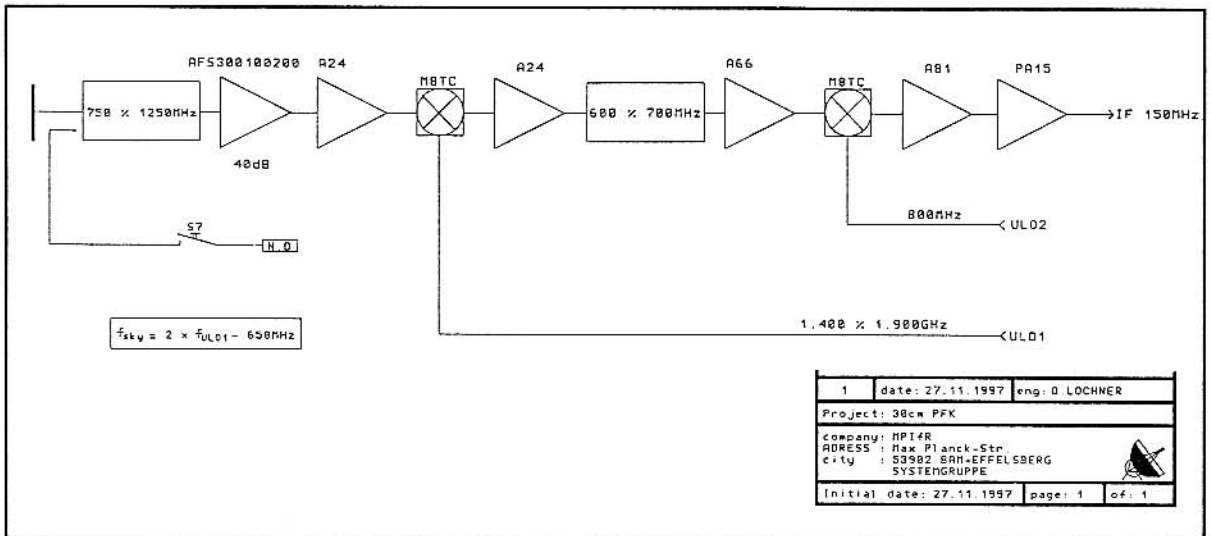 AFS300100200
A24
M8TC
A24
A66
M8TC
A81
PA15
750 % 1250MHz
600 % 700MHz
IF 150MHz
40dB
800MHz
ULO2
S7
N.D
fsky = 2 x fULO1 - 650MHz
1.400 % 1.900GHz
ULO1
1 date: 27.11.1997 eng: O LOCHNER
Project: 30cm PFK
company: MPIfR
ADRESS : Max Planck-Str.
city : 53902 BAM-EFFELSBERG
SYSTEMGRUPPE
Initial date: 27.11.1997 page: 1 of: 1